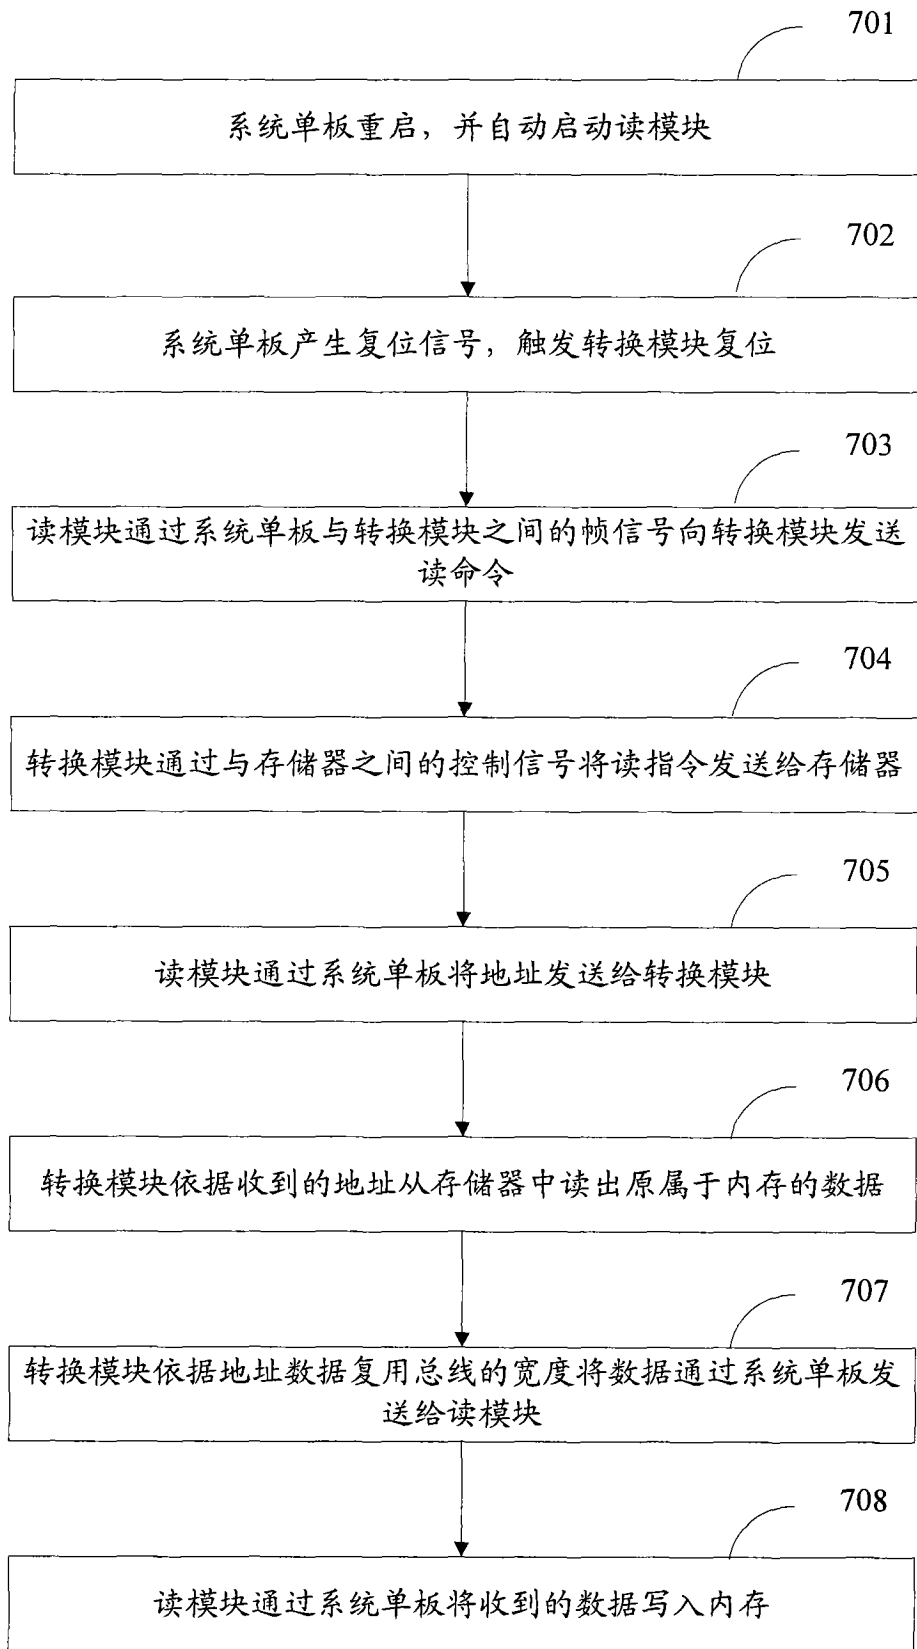 701
系统单板重启，并自动启动读模块
702
系统单板产生复位信号，触发转换模块复位
703
读模块通过系统单板与转换模块之间的帧信号向转换模块发送
读命令
704
转换模块通过与存储器之间的控制信号将读指令发送给存储器
705
读模块通过系统单板将地址发送给转换模块
706
转换模块依据收到的地址从存储器中读出原属于内存的数据
707
转换模块依据地址数据复用总线的宽度将数据通过系统单板发
送给读模块
708
读模块通过系统单板将收到的数据写入内存